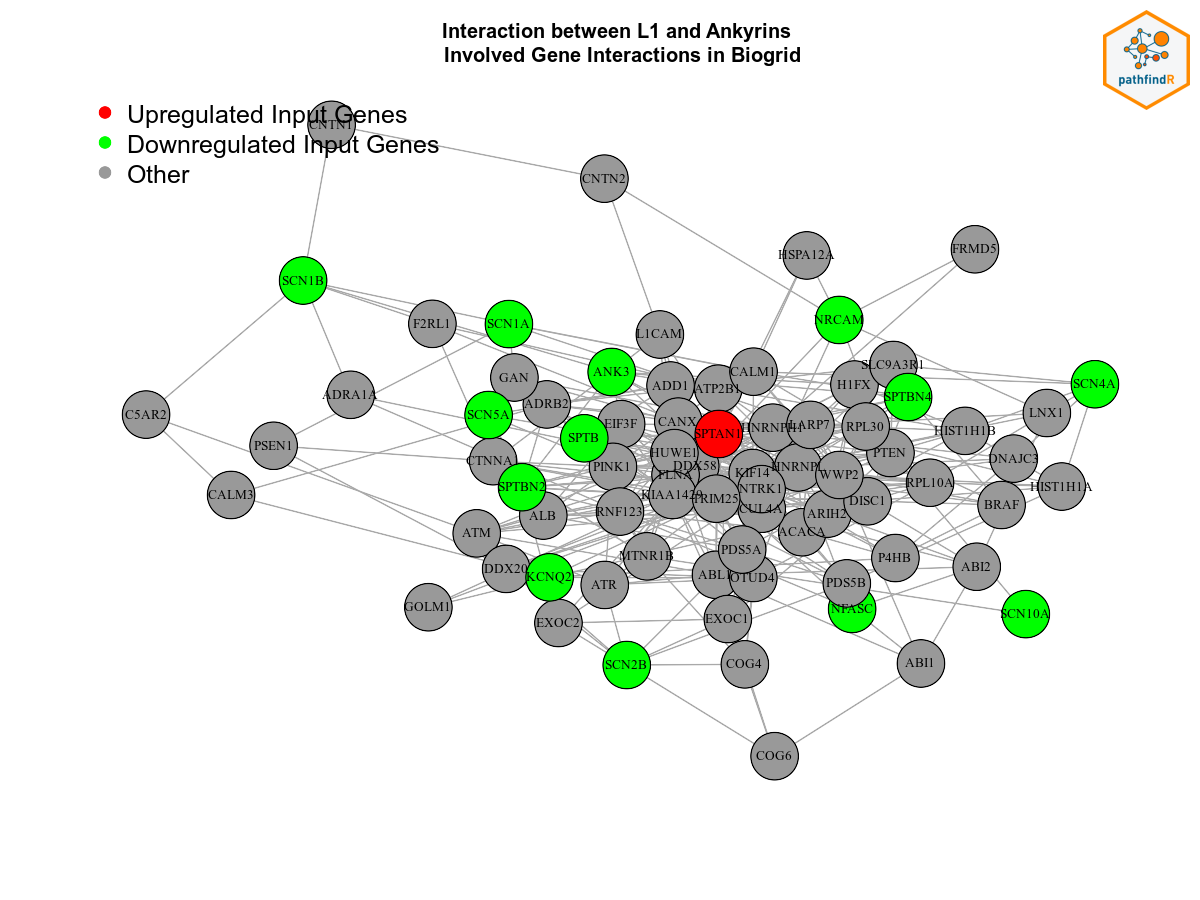 Interaction between L1 and Ankyrins
Involved Gene Interactions in Biogrid
pathfindR
Upregulated Input Genes
Downregulated Input Genes
Other
CNTN1
CNTN2
HSPA12A
FRMD5
SCN1B
F2RL1
SCN1A
L1CAM
NRCAM
ANK3
GAN
ADD1
ATP2B1
CALM1
H1FX
SLC9A3R1
SCN4A
SPTBN4
ADRA1A
ADRB2
C5AR2
SCN5A
LNX1
EIF3F
CANX
SPTAN1
HNRNPH1
LARP7
RPL30
HIST1H1B
SPTB
PSEN1
CTNNA
HUWE1
PTEN
DNAJC3
PINK1
DDX58
FLNA
KIF14
HNRNPL
WWP2
RPL10A
HIST1H1A
SPTBN2
CALM3
KIAA1429
TRIM25
NTRK1
DISC1
BRAF
ALB
RNF123
CUL4A
ARIH2
ATM
ACACA
MTNR1B
PDS5A
P4HB
ABI2
DDX20
KCNQ2
ATR
ABL1
OTUD4
PDS5B
GOLM1
NFASC
SCN10A
EXOC2
EXOC1
SCN2B
COG4
ABI1
COG6